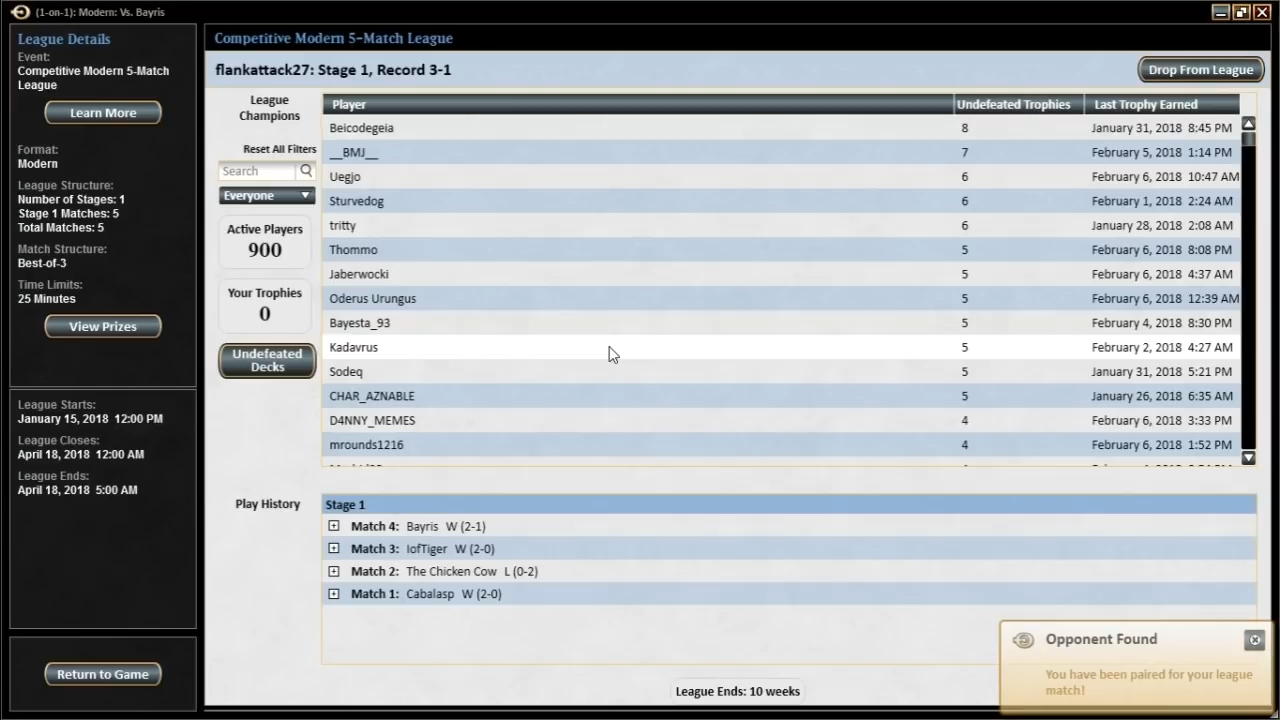 (1-on-1): Modern: Vs. Bayris
League Details
Event:
Competitive Modern 5-Match
League
Learn More
Format:
Modern
League Structure:
Number of Stages: 1
Stage 1 Matches: 5
Total Matches: 5
Match Structure:
Best-of-3
Time Limits:
25 Minutes
View Prizes
League Starts:
January 15, 2018 12:00 PM
League Closes:
April 18, 2018 12:00 AM
League Ends:
April 18, 2018 5:00 AM
Return to Game
Competitive Modern 5-Match League
flankattack27: Stage 1, Record 3-1
Drop From League
League
Champions
Reset All Filters
Search
Everyone
Active Players
900
Your Trophies
0
Undefeated
Decks
Player Undefeated Trophies Last Trophy Earned
Beicodegeia 8 January 31, 2018 8:45 PM
__BMJ__ 7 February 5, 2018 1:14 PM
Uegjo 6 February 6, 2018 10:47 AM
Sturvedog 6 February 1, 2018 2:24 AM
tritty 6 January 28, 2018 2:08 AM
Thommo 5 February 6, 2018 8:08 PM
Jaberwocki 5 February 6, 2018 4:37 AM
Oderus Urungus 5 February 6, 2018 12:39 AM
Bayesta_93 5 February 4, 2018 8:30 PM
Kadavrus 5 February 2, 2018 4:27 AM
Sodeq 5 January 31, 2018 5:21 PM
CHAR_AZNABLE 5 January 26, 2018 6:35 AM
D4NNY_MEMES 4 February 6, 2018 3:33 PM
mrounds1216 4 February 6, 2018 1:52 PM
Play History
Stage 1
Match 4: Bayris W (2-1)
Match 3: IofTiger W (2-0)
Match 2: The Chicken Cow L (0-2)
Match 1: Cabalasp W (2-0)
League Ends: 10 weeks
Opponent Found
You have been paired for your league
match!